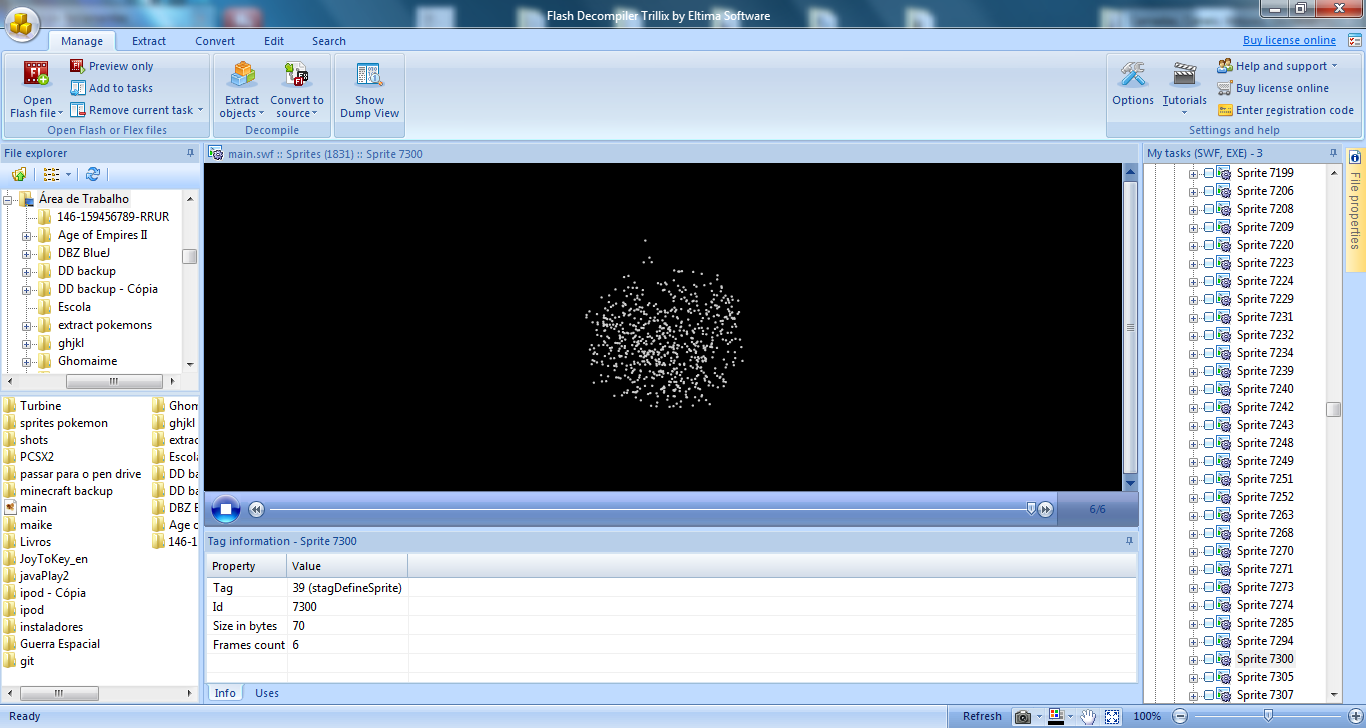 Flash Decompiler Trillix by Eltima Software
Manage Extract Convert Edit Search
Buy license online
Open Flash file
Preview only
Add to tasks
Remove current task
Open Flash or Flex files
Extract objects
Convert to source
Decompile
Show Dump View
Options
Tutorials
Help and support
Buy license online
Enter registration code
Settings and help
File explorer
Área de Trabalho
146-159456789-RRUR
Age of Empires II
DBZ BlueJ
DD backup
DD backup - Cópia
Escola
extract pokemons
ghjkl
Ghomaime
Turbine
sprites pokemon
shots
PCSX2
passar para o pen drive
minecraft backup
main
maike
Livros
JoyToKey_en
javaPlay2
ipod - Cópia
ipod
instaladores
Guerra Espacial
git
Ghom
ghjkl
extrac
Escola
DD ba
DD ba
DBZ B
Age o
146-1
main.swf :: Sprites (1831) :: Sprite 7300
6/6
Tag information - Sprite 7300
Property Value
Tag 39 (stagDefineSprite)
Id 7300
Size in bytes 70
Frames count 6
Info Uses
My tasks (SWF, EXE) - 3
Sprite 7199
Sprite 7206
Sprite 7208
Sprite 7209
Sprite 7220
Sprite 7223
Sprite 7224
Sprite 7229
Sprite 7231
Sprite 7232
Sprite 7234
Sprite 7239
Sprite 7240
Sprite 7242
Sprite 7243
Sprite 7248
Sprite 7249
Sprite 7251
Sprite 7252
Sprite 7263
Sprite 7268
Sprite 7270
Sprite 7271
Sprite 7273
Sprite 7274
Sprite 7285
Sprite 7294
Sprite 7300
Sprite 7305
Sprite 7307
File properties
Ready
Refresh
100%